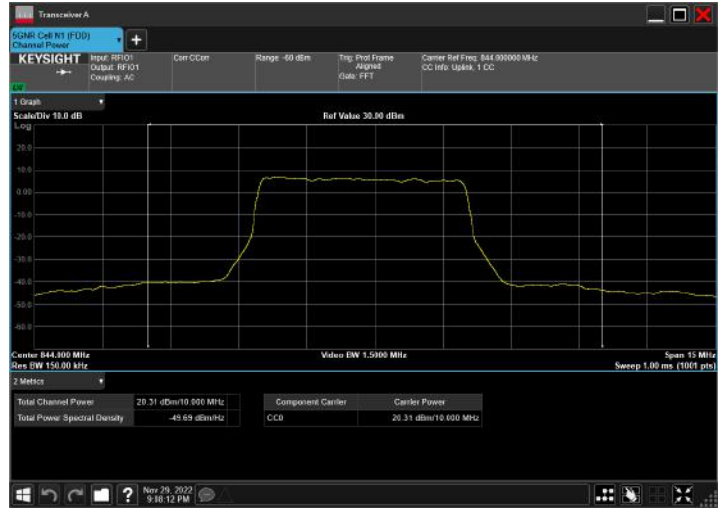 Transceiver A
5GNR Cell N1 (FDD)
Channel Power
KEYSIGHT
Input: RFIO1
Output: RFIO1
Coupling: AC
Corr CCorr
Range -60 dBm
Trig: Prot Frame
Aligned
Gate: FFT
Carrier Ref Freq: 844.000000 MHz
CC Info: Uplink, 1 CC
1 Graph
Scale/Div 10.0 dB
Ref Value 30.00 dBm
Log
20.0
10.0
0.00
-10.0
-20.0
-30.0
-40.0
-50.0
-60.0
Center 844.000 MHz
Video BW 1.5000 MHz
Span 15 MHz
Res BW 150.00 kHz
Sweep 1.00 ms (1001 pts)
2 Metrics
Total Channel Power 20.31 dBm/10.000 MHz
Total Power Spectral Density -49.69 dBm/Hz
Component Carrier Carrier Power
CC0 20.31 dBm/10.000 MHz
Nov 29, 2022
9:08:12 PM